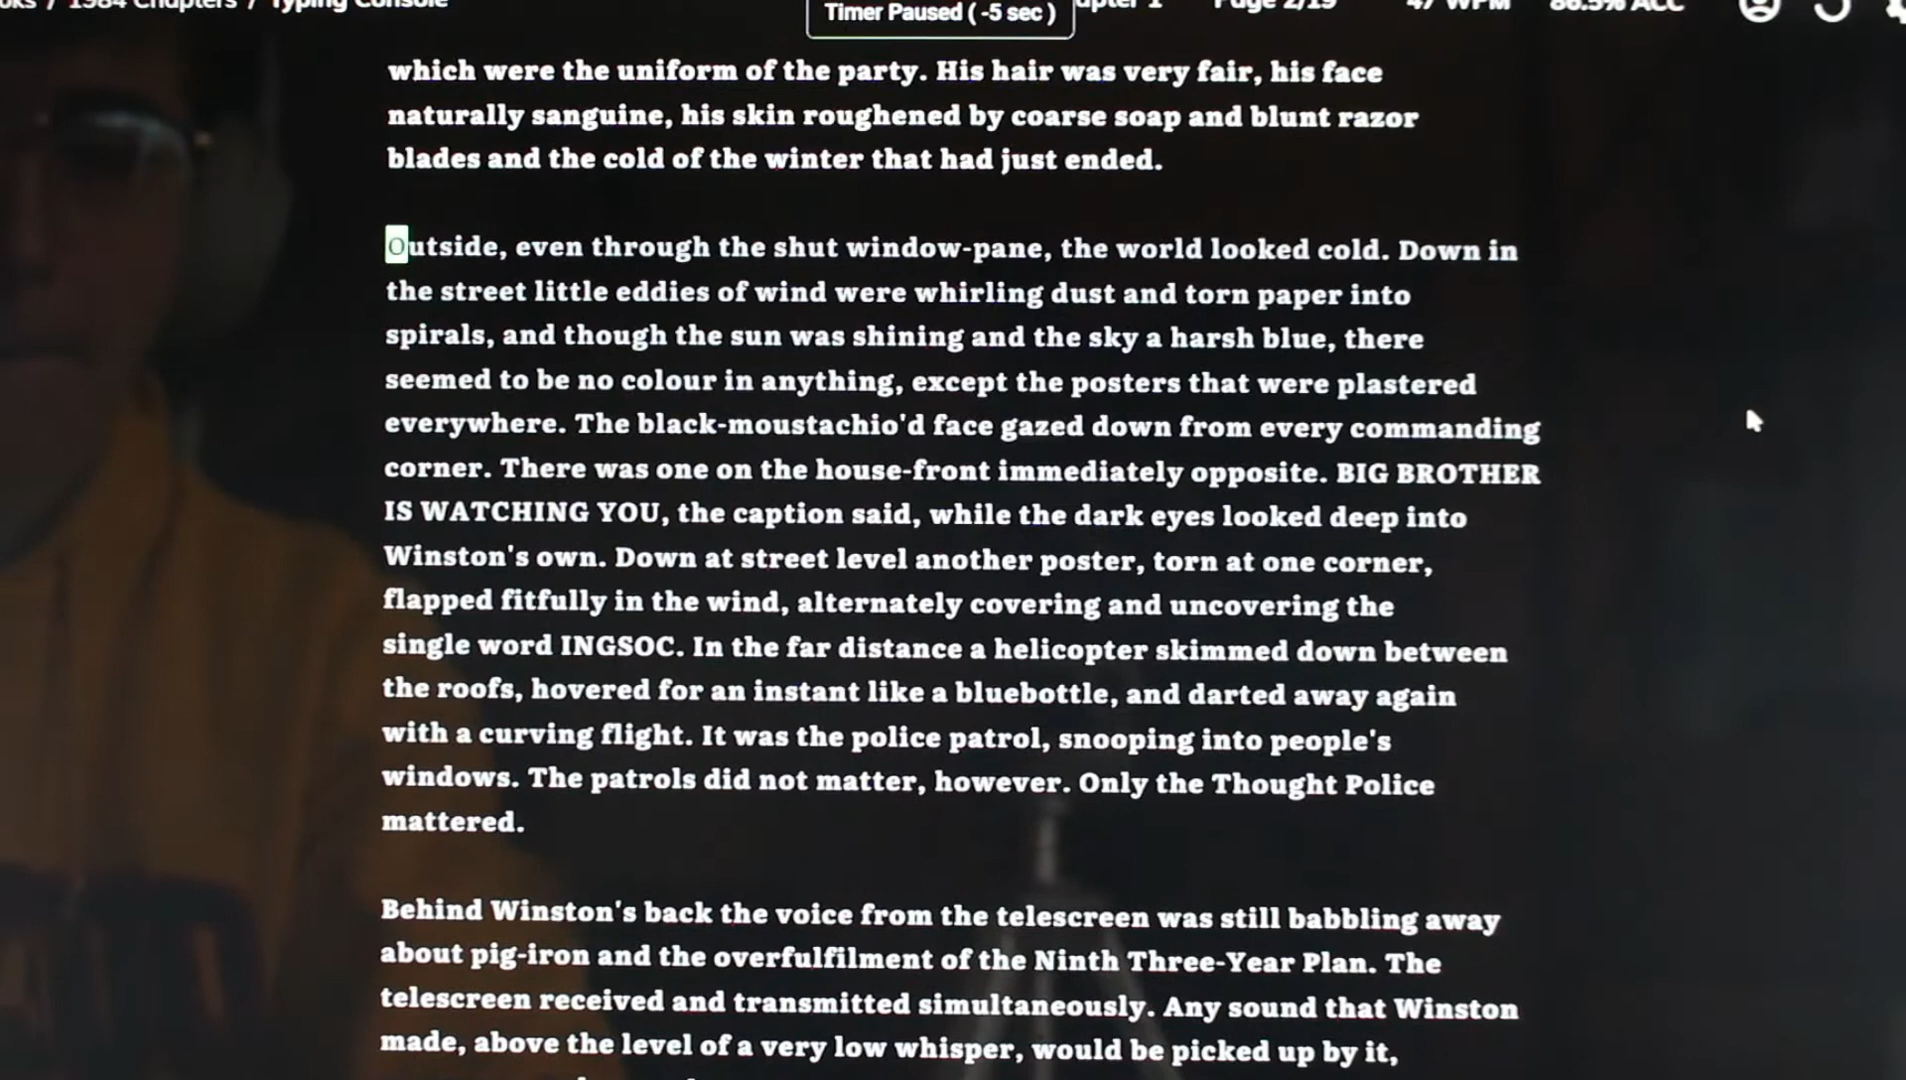 1984 Chapters / Typing Console
Timer Paused ( -5 sec )
Page 2/19
47 WPM
86.5% ACC
which were the uniform of the party. His hair was very fair, his face
naturally sanguine, his skin roughened by coarse soap and blunt razor
blades and the cold of the winter that had just ended.
Outside, even through the shut window-pane, the world looked cold. Down in
the street little eddies of wind were whirling dust and torn paper into
spirals, and though the sun was shining and the sky a harsh blue, there
seemed to be no colour in anything, except the posters that were plastered
everywhere. The black-moustachio'd face gazed down from every commanding
corner. There was one on the house-front immediately opposite. BIG BROTHER
IS WATCHING YOU, the caption said, while the dark eyes looked deep into
Winston's own. Down at street level another poster, torn at one corner,
flapped fitfully in the wind, alternately covering and uncovering the
single word INGSOC. In the far distance a helicopter skimmed down between
the roofs, hovered for an instant like a bluebottle, and darted away again
with a curving flight. It was the police patrol, snooping into people's
windows. The patrols did not matter, however. Only the Thought Police
mattered.
Behind Winston's back the voice from the telescreen was still babbling away
about pig-iron and the overfulfilment of the Ninth Three-Year Plan. The
telescreen received and transmitted simultaneously. Any sound that Winston
made, above the level of a very low whisper, would be picked up by it,